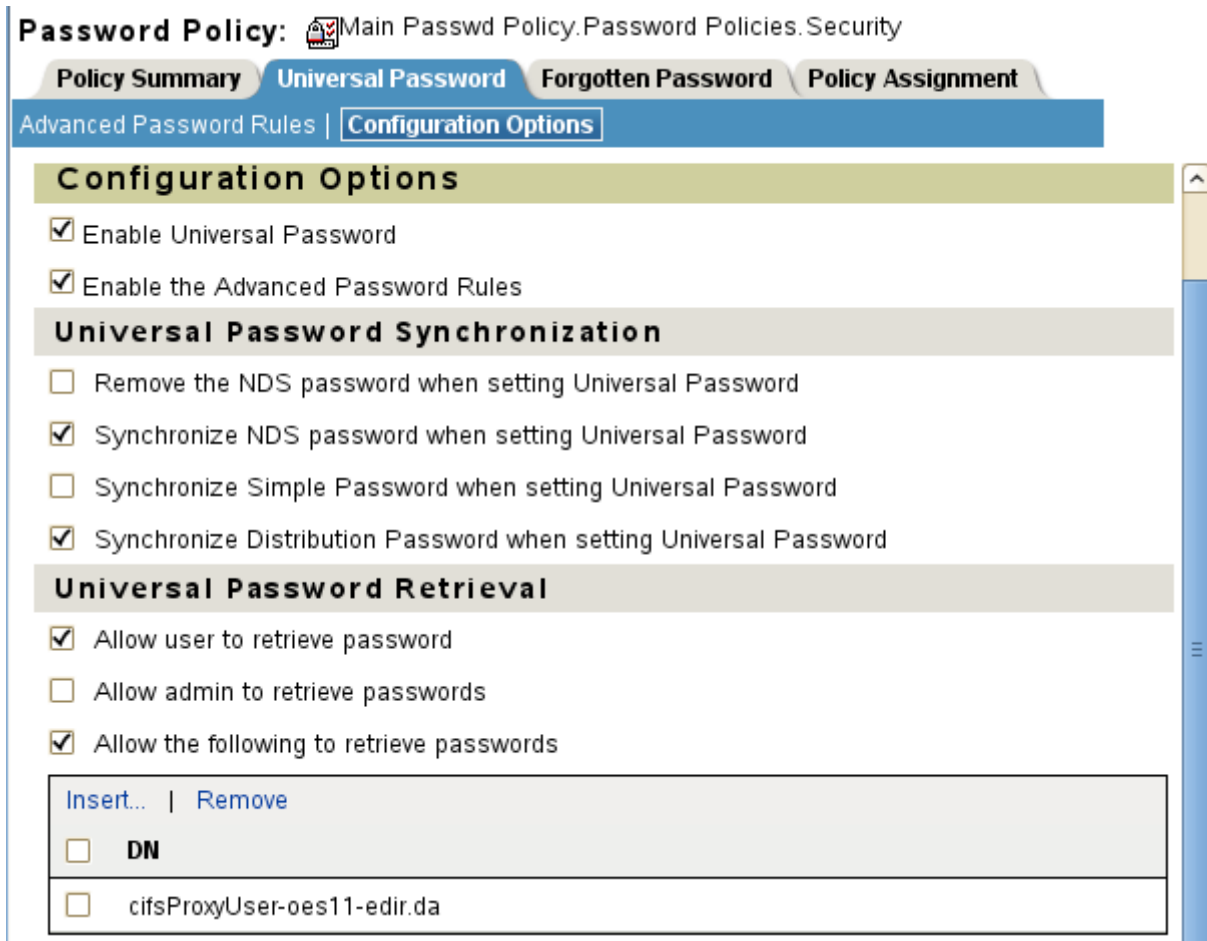 Password Policy: Main Passwd Policy.Password Policies.Security
Policy Summary Universal Password Forgotten Password Policy Assignment
Advanced Password Rules | Configuration Options
Configuration Options
Enable Universal Password
Enable the Advanced Password Rules
Universal Password Synchronization
Remove the NDS password when setting Universal Password
Synchronize NDS password when setting Universal Password
Synchronize Simple Password when setting Universal Password
Synchronize Distribution Password when setting Universal Password
Universal Password Retrieval
Allow user to retrieve password
Allow admin to retrieve passwords
Allow the following to retrieve passwords
Insert... | Remove
DN
cifsProxyUser-oes11-edir.da